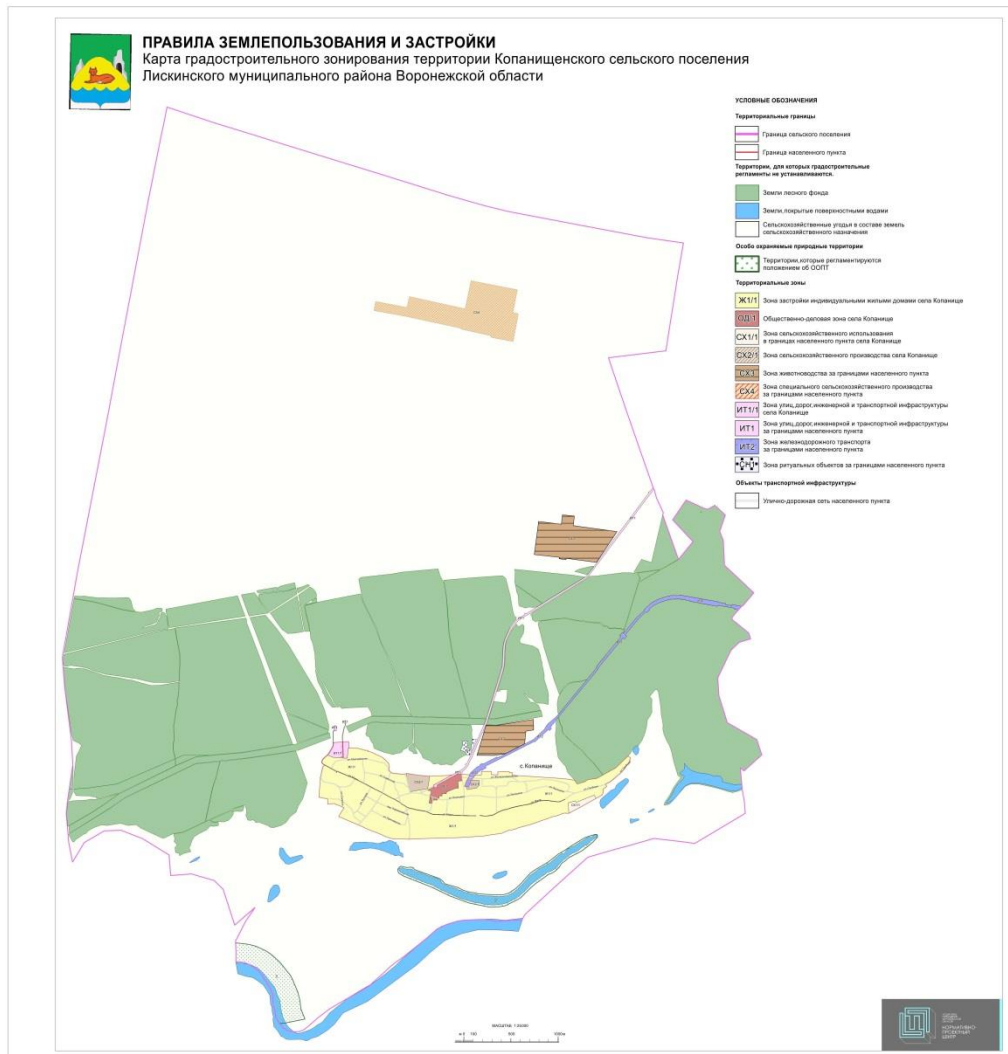 ПРАВИЛА ЗЕМЛЕПОЛЬЗОВАНИЯ И ЗАСТРОЙКИ
Карта градостроительного зонирования территории Копанищенского сельского поселения
Лискинского муниципального района Воронежской области
УСЛОВНЫЕ ОБОЗНАЧЕНИЯ
Территориальные границы
Граница сельского поселения
Граница населенного пункта
Территории, для которых градостроительные
регламенты не устанавливаются.
Земли лесного фонда
Земли, покрытые поверхностными водами
Сельскохозяйственные угодья в составе земель
сельскохозяйственного назначения
Особо охраняемые природные территории
Территории, которые регламентируются
положением об ООПТ
Территориальные зоны
Ж1/1 Зона застройки индивидуальными жилыми домами села Копанище
ОД 1 Общественно-деловая зона села Копанище
СХ1/1 Зона сельскохозяйственного использования
в границах населенного пункта села Копанище
СХ2/1 Зона сельскохозяйственного производства села Копанище
СХ3 Зона животноводства за границами населенного пункта
СХ4 Зона специального сельскохозяйственного производства
за границами населенного пункта
ИТ1/1 Зона улиц, дорог, инженерной и транспортной инфраструктуры
села Копанище
ИТ1 Зона улиц, дорог, инженерной и транспортной инфраструктуры
за границами населенного пункта
ИТ2 Зона железнодорожного транспорта
за границами населенного пункта
СН1 Зона ритуальных объектов за границами населенного пункта
Объекты транспортной инфраструктуры
Улично-дорожная сеть населенного пункта
с. Копанище
НОРМАТИВНО
ПРОЕКТНЫЙ
ЦЕНТР